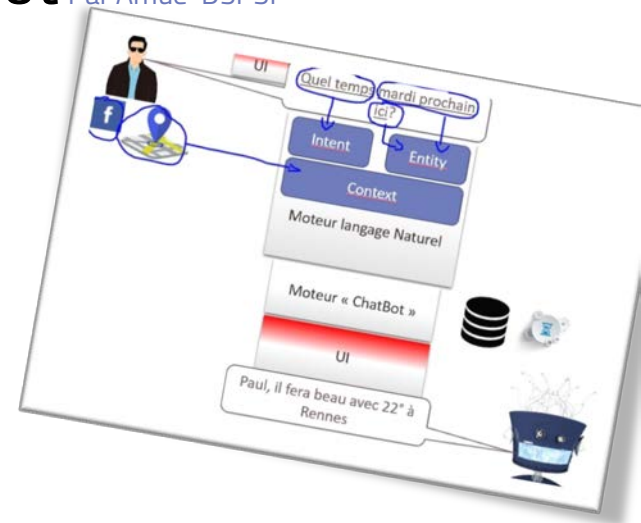 Par Amue-DSI-SI
UI
Quel temps mardi prochain
ici?
Intent
Entity
Context
Moteur langage Naturel
Moteur « ChatBot »
UI
Paul, il fera beau avec 22° à
Rennes